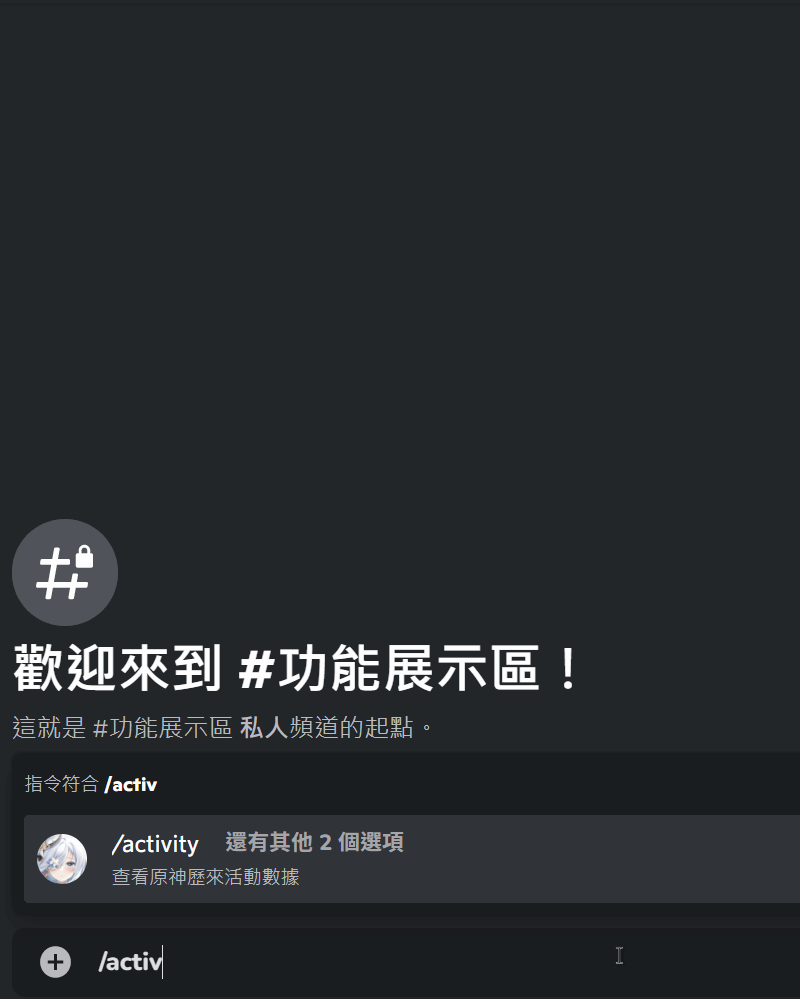 歡迎來到 #功能展示區！
這就是 #功能展示區 私人頻道的起點。
指令符合 /activ
/activity 還有其他 2 個選項
查看原神歷來活動數據
/activ